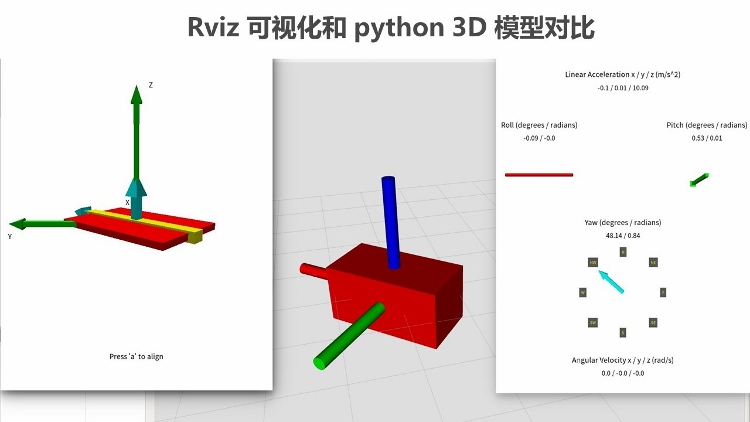 Rviz 可视化和 python 3D 模型对比
Z
X
Y
Press 'a' to align
Linear Acceleration x / y / z (m/s^2)
-0.1 / 0.01 / 10.09
Roll (degrees / radians)
-0.09 / -0.0
Pitch (degrees / radians)
0.53 / 0.01
Yaw (degrees / radians)
48.14 / 0.84
N
NW
NE
W
E
SW
SE
S
Angular Velocity x / y / z (rad/s)
0.0 / -0.0 / -0.0